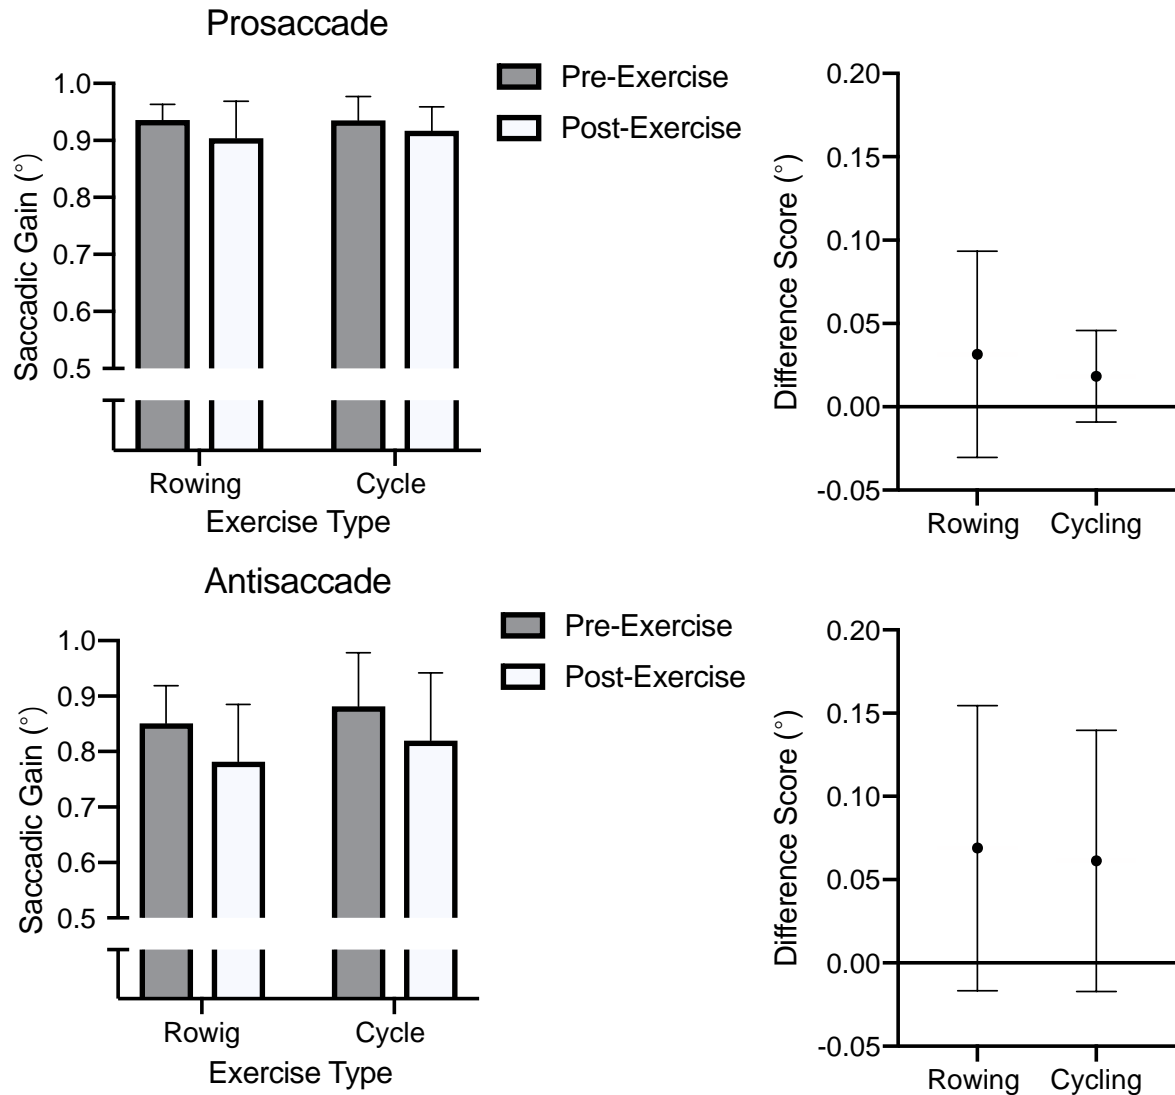 Prosaccade
Pre-Exercise
Post-Exercise
Saccadic Gain (°)
1.0
0.9
0.8
0.7
0.6
0.5
Rowing Cycle
Exercise Type
Difference Score (°)
0.20
0.15
0.10
0.05
0.00
-0.05
Rowing Cycling
Antisaccade
Pre-Exercise
Post-Exercise
Saccadic Gain (°)
1.0
0.9
0.8
0.7
0.6
0.5
Rowig Cycle
Exercise Type
Difference Score (°)
0.20
0.15
0.10
0.05
0.00
-0.05
Rowing Cycling